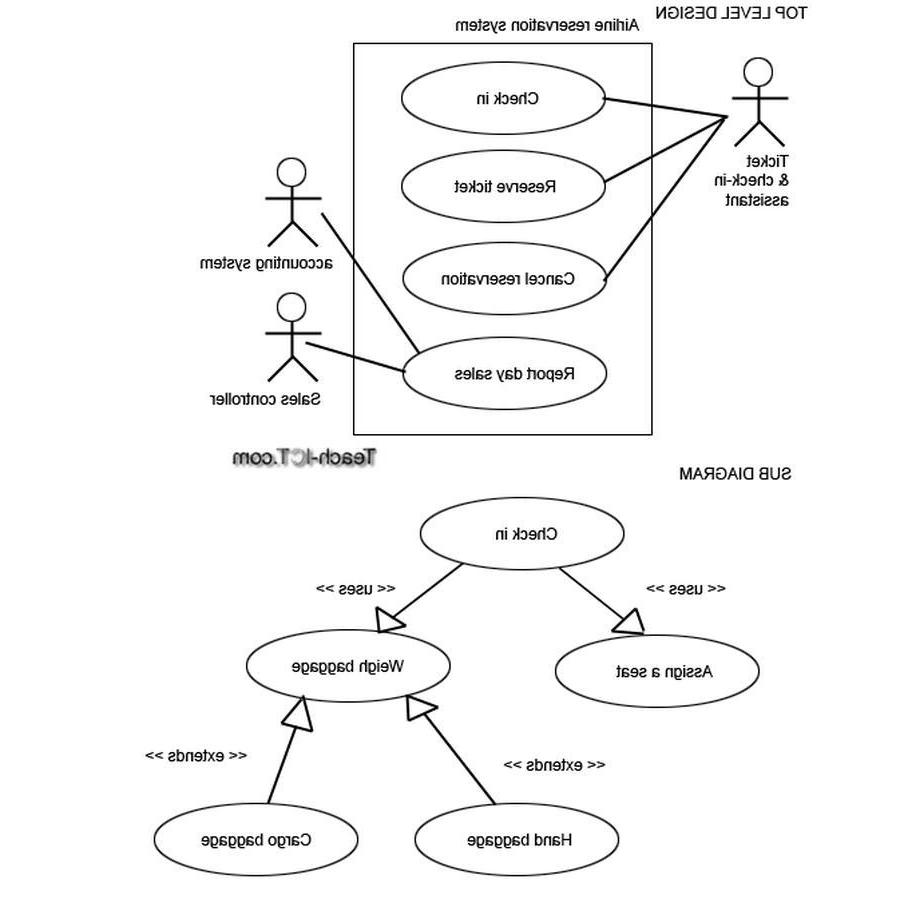 TOP LEVEL DESIGN
Airline reservation system
Check in
Reserve ticket
Cancel reservation
Report day sales
Ticket
& check-in
assistant
accounting system
Sales controller
Teach-ICT.com
SUB DIAGRAM
Check in
<< uses >>
<< uses >>
Assign a seat
Weigh baggage
<< extends >>
<< extends >>
Hand baggage
Cargo baggage